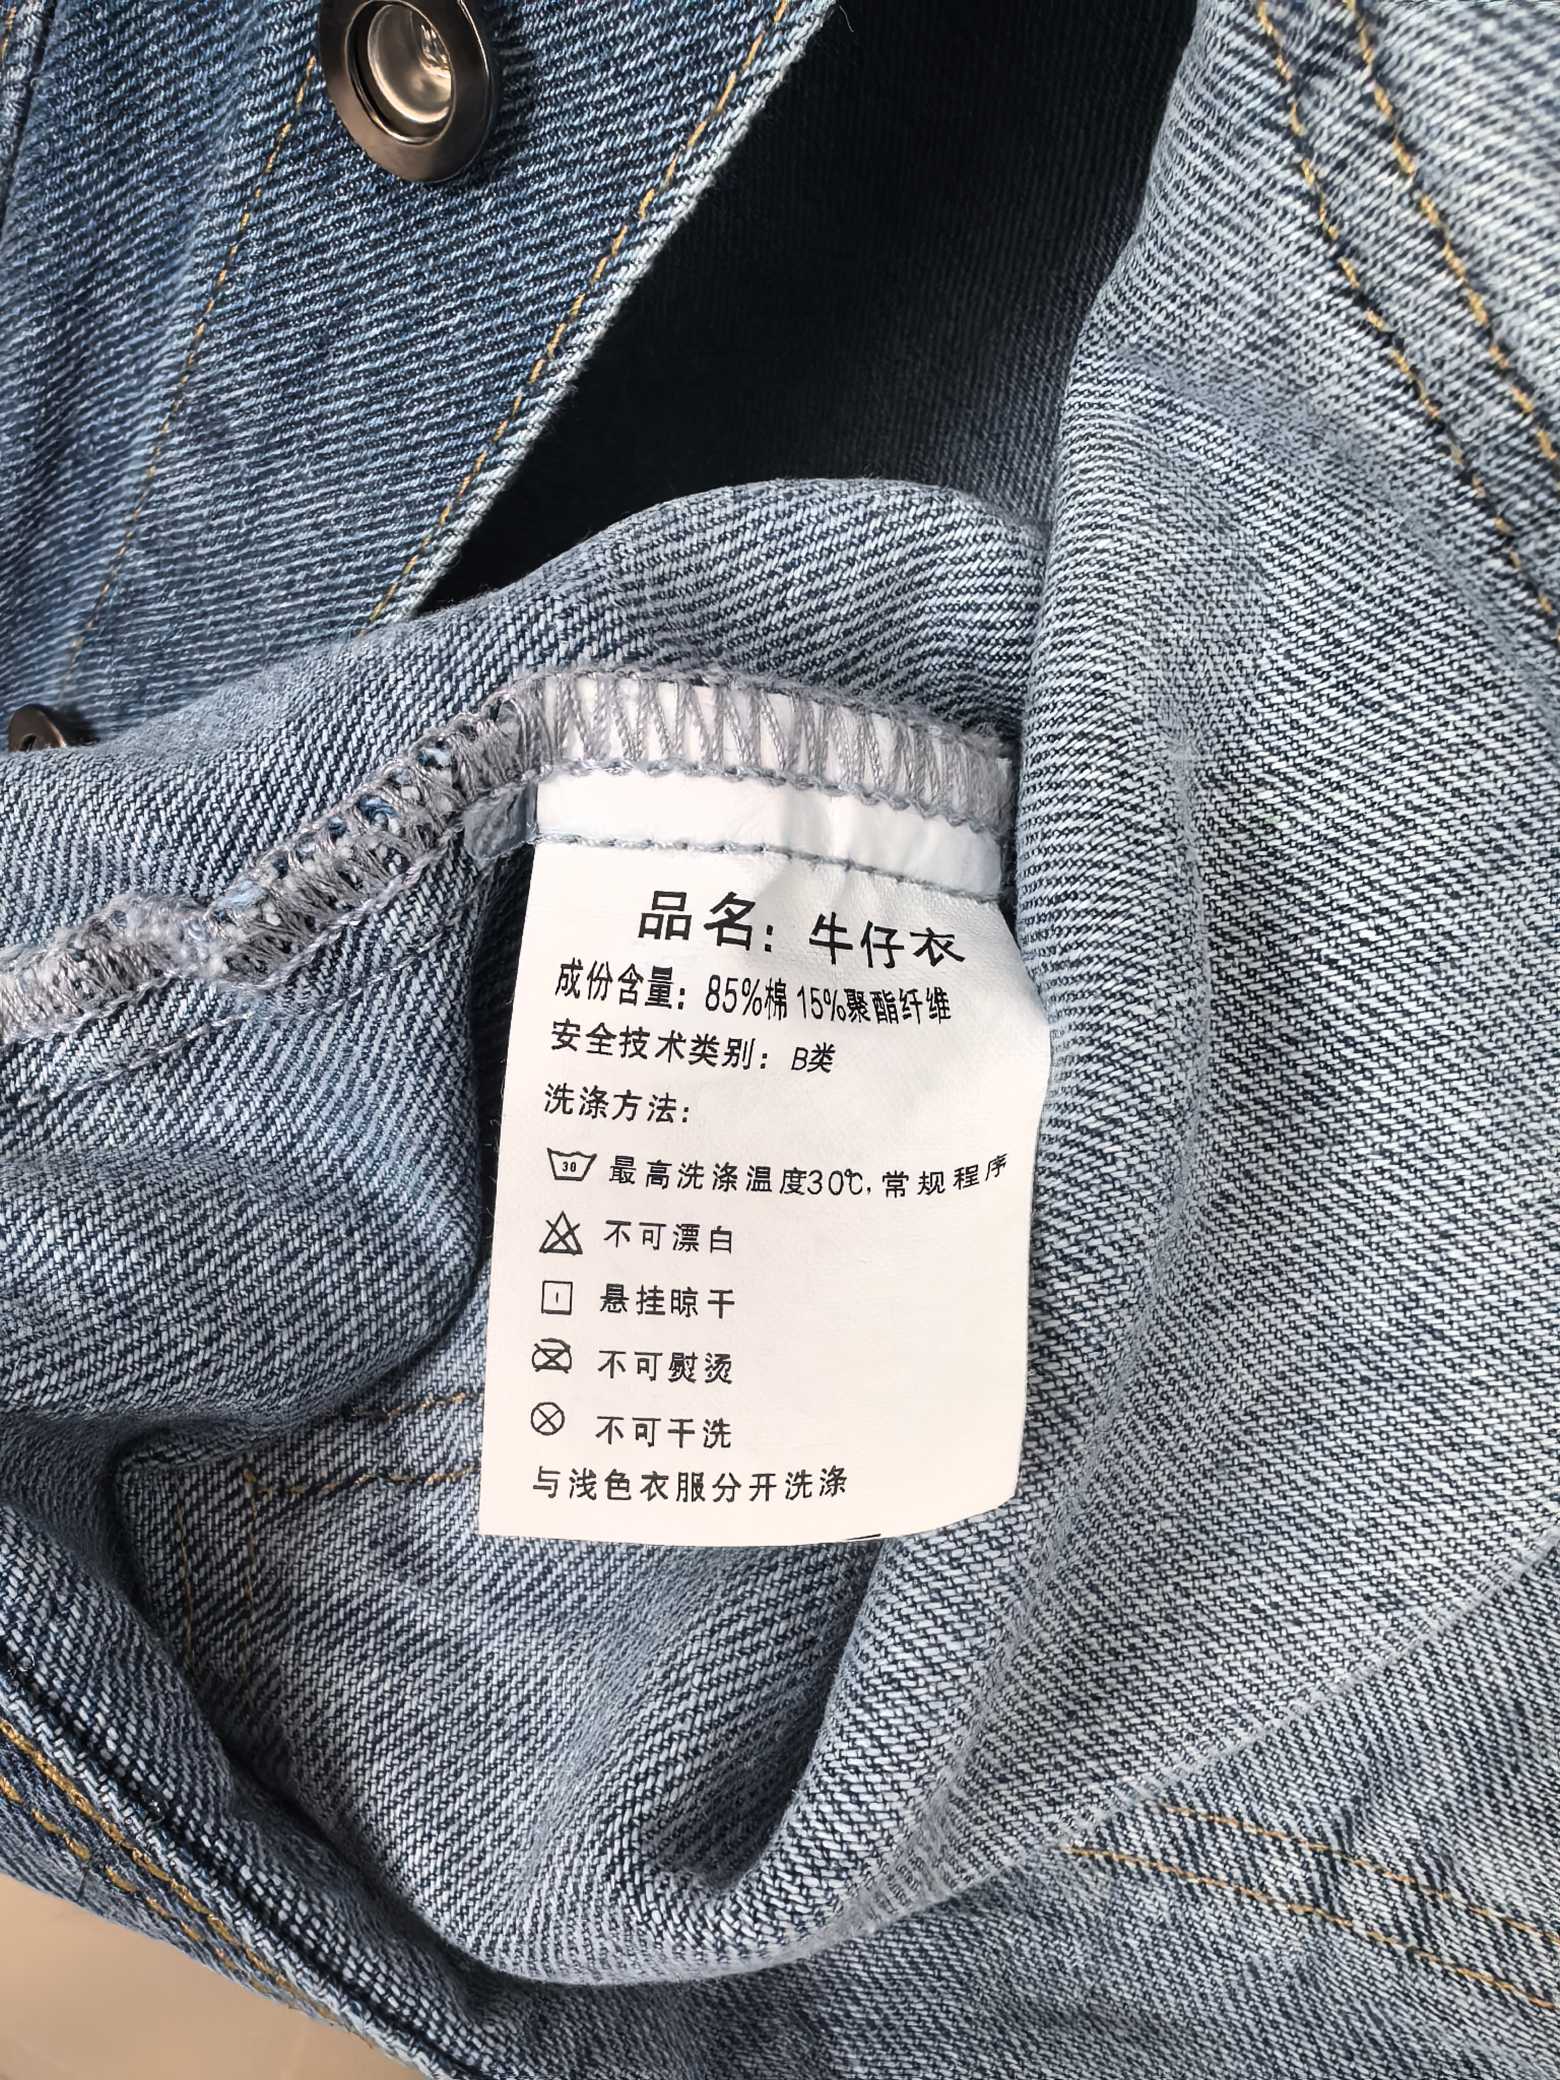 品名：牛仔衣
成份含量：85%棉 15%聚酯纤维
安全技术类别：B类
洗涤方法：
30 最高洗涤温度30℃，常规程序
不可漂白
悬挂晾干
不可熨烫
不可干洗
与浅色衣服分开洗涤